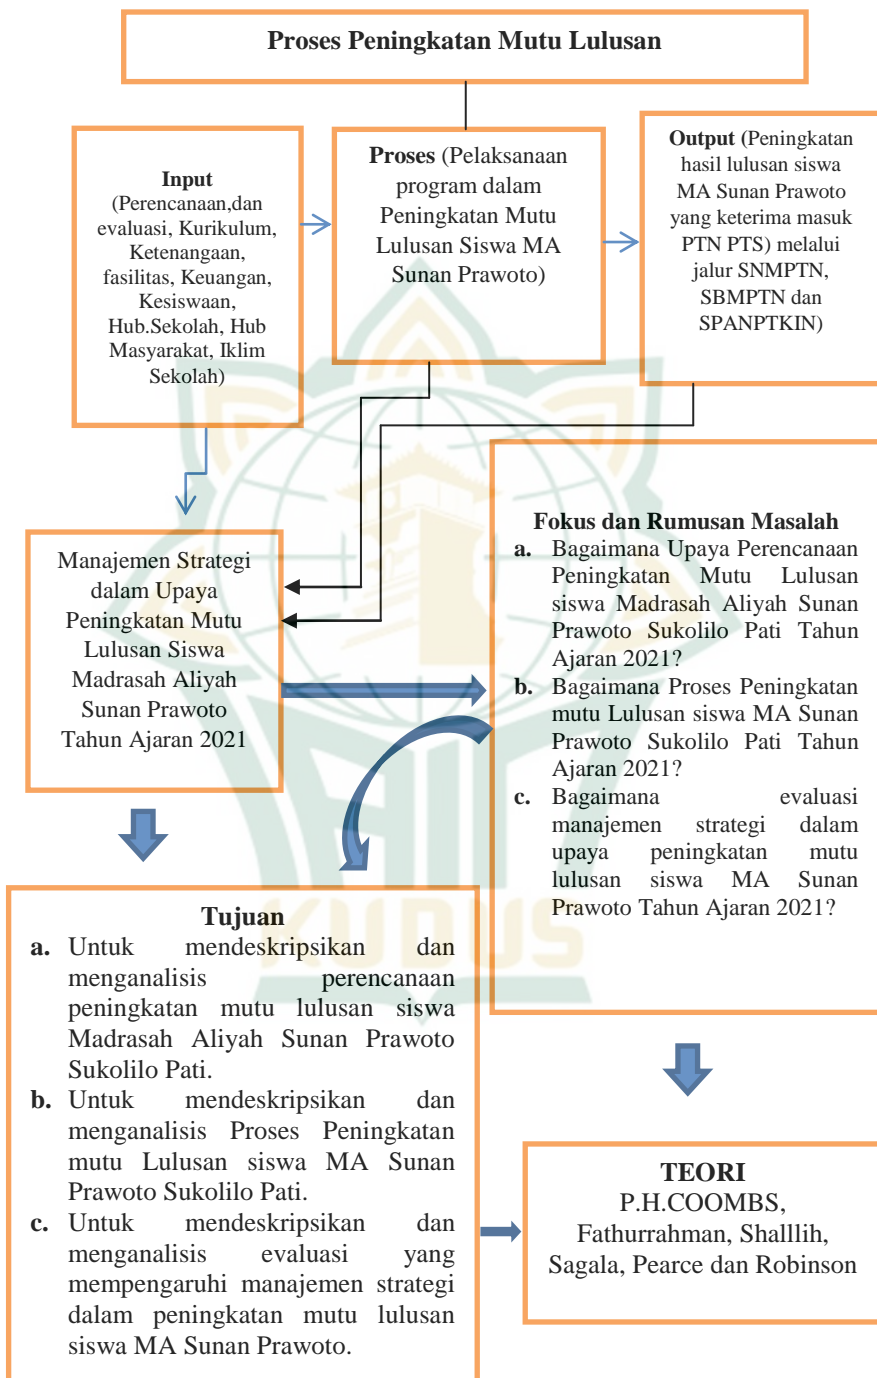 Proses Peningkatan Mutu Lulusan
Input
(Perencanaan,dan
evaluasi, Kurikulum,
Ketenangaan,
fasilitas, Keuangan,
Kesiswaan,
Hub.Sekolah, Hub
Masyarakat, Iklim
Sekolah)
Proses (Pelaksanaan
program dalam
Peningkatan Mutu
Lulusan Siswa MA
Sunan Prawoto)
Output (Peningkatan
hasil lulusan siswa
MA Sunan Prawoto
yang keterima masuk
PTN PTS) melalui
jalur SNMPTN,
SBMPTN dan
SPANPTKIN)
Manajemen Strategi
dalam Upaya
Peningkatan Mutu
Lulusan Siswa
Madrasah Aliyah
Sunan Prawoto
Tahun Ajaran 2021
Fokus dan Rumusan Masalah
a. Bagaimana Upaya Perencanaan
Peningkatan Mutu Lulusan
siswa Madrasah Aliyah Sunan
Prawoto Sukolilo Pati Tahun
Ajaran 2021?
b. Bagaimana Proses Peningkatan
mutu Lulusan siswa MA Sunan
Prawoto Sukolilo Pati Tahun
Ajaran 2021?
c. Bagaimana evaluasi
manajemen strategi dalam
upaya peningkatan mutu
lulusan siswa MA Sunan
Prawoto Tahun Ajaran 2021?
Tujuan
a. Untuk mendeskripsikan dan
menganalisis perencanaan
peningkatan mutu lulusan siswa
Madrasah Aliyah Sunan Prawoto
Sukolilo Pati.
b. Untuk mendeskripsikan dan
menganalisis Proses Peningkatan
mutu Lulusan siswa MA Sunan
Prawoto Sukolilo Pati.
c. Untuk mendeskripsikan dan
menganalisis evaluasi yang
mempengaruhi manajemen strategi
dalam peningkatan mutu lulusan
siswa MA Sunan Prawoto.
TEORI
P.H.COOMBS,
Fathurrahman, Shalllih,
Sagala, Pearce dan Robinson
KUDUS